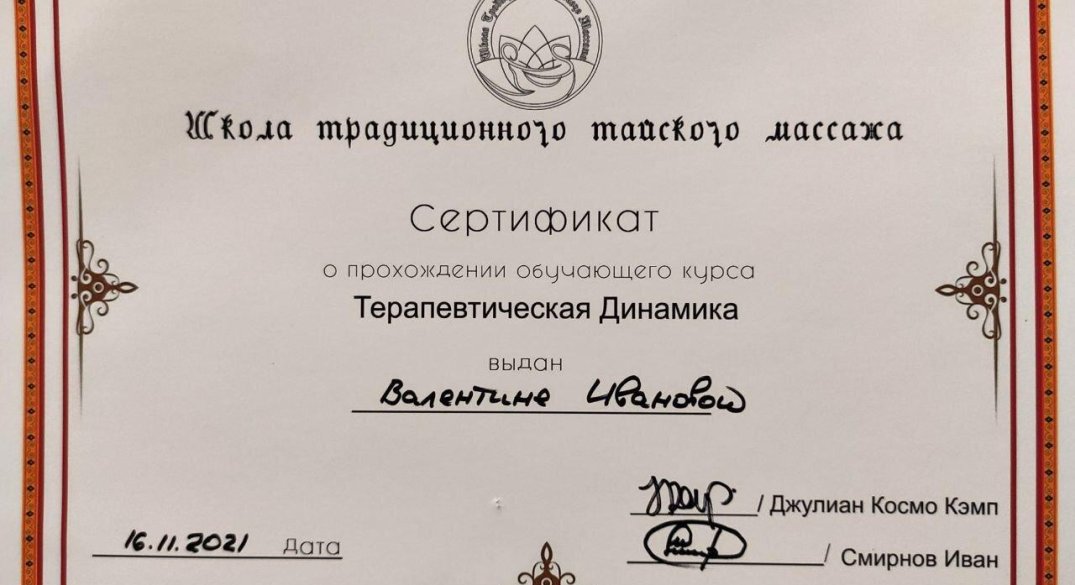 Школа традиционного тайского массажа
Сертификат
о прохождении обучающего курса
Терапевтическая Динамика
выдан
Валентине Ивановой
/ Джулиан Космо Кэмп
16.11.2021 Дата
/ Смирнов Иван